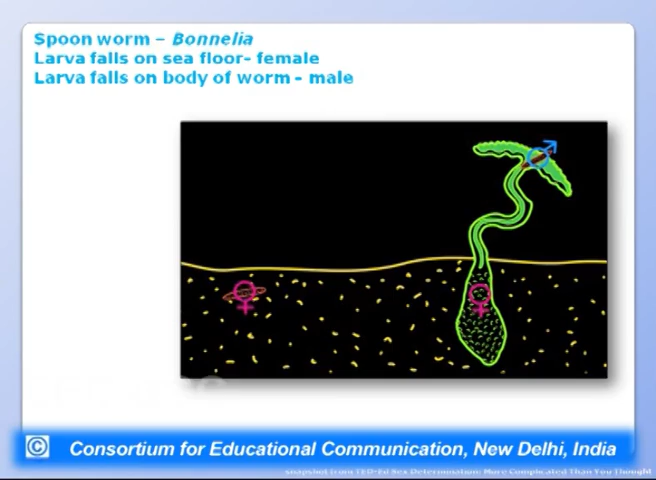 Spoon worm – Bonnelia
Larva falls on sea floor- female
Larva falls on body of worm - male
© Consortium for Educational Communication, New Delhi, India
snapshot from TED-Ed Sex Determination: More Complicated Than You Thought